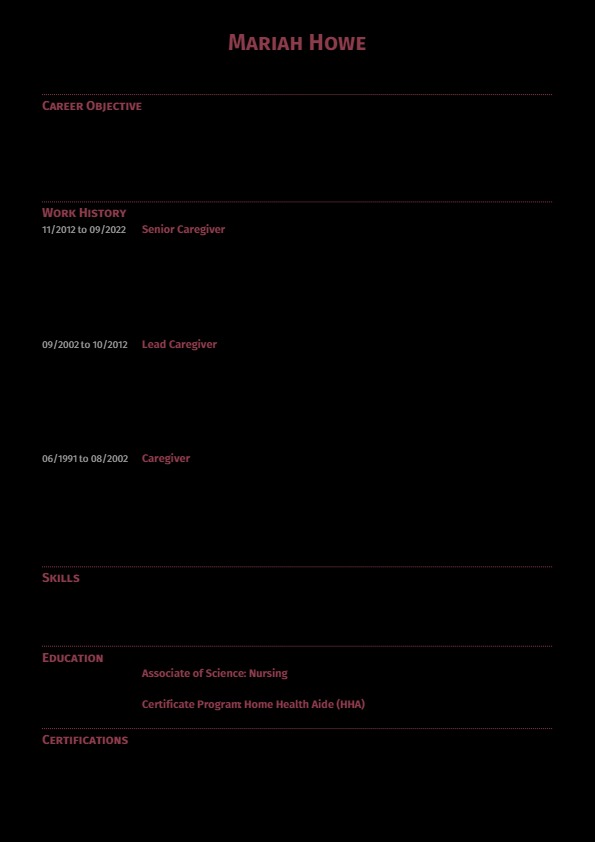 Mariah Howe
Career Objective
Work History
11/2012 to 09/2022 Senior Caregiver
09/2002 to 10/2012 Lead Caregiver
06/1991 to 08/2002 Caregiver
Skills
Education
Associate of Science: Nursing
Certificate Program: Home Health Aide (HHA)
Certifications